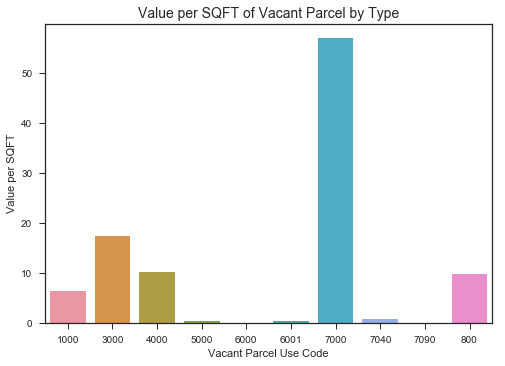 Value per SQFT of Vacant Parcel by Type
Value per SQFT
50
40
30
20
10
0
1000 3000 4000 5000 6000 6001 7000 7040 7090 800
Vacant Parcel Use Code